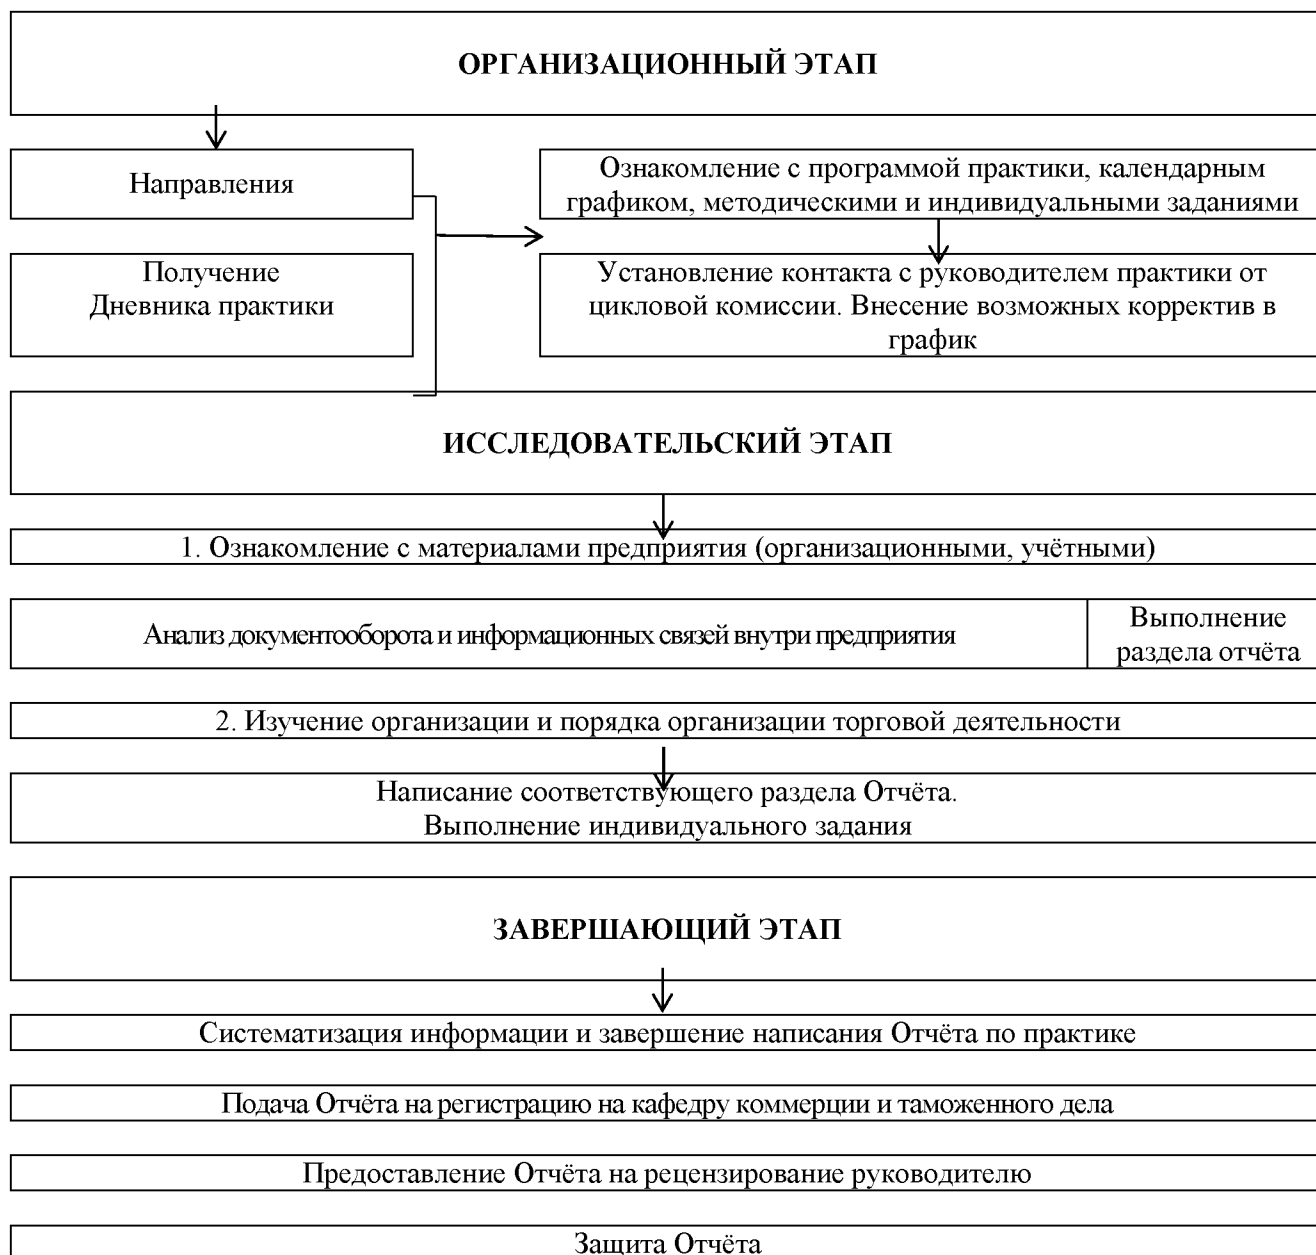 ОРГАНИЗАЦИОННЫЙ ЭТАП
Направления
Ознакомление с программой практики, календарным
графиком, методическими и индивидуальными заданиями
Получение
Дневника практики
Установление контакта с руководителем практики от
цикловой комиссии. Внесение возможных корректив в
график
ИССЛЕДОВАТЕЛЬСКИЙ ЭТАП
1. Ознакомление с материалами предприятия (организационными, учётными)
Анализ документооборота и информационных связей внутри предприятия
Выполнение
раздела отчёта
2. Изучение организации и порядка организации торговой деятельности
Написание соответствующего раздела Отчёта.
Выполнение индивидуального задания
ЗАВЕРШАЮЩИЙ ЭТАП
Систематизация информации и завершение написания Отчёта по практике
Подача Отчёта на регистрацию на кафедру коммерции и таможенного дела
Предоставление Отчёта на рецензирование руководителю
Защита Отчёта